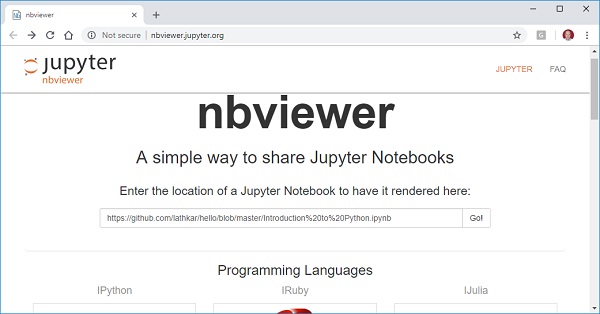 nbviewer
Not secure | nbviewer.jupyter.org
jupyter
nbviewer
JUPYTER FAQ
nbviewer
A simple way to share Jupyter Notebooks
Enter the location of a Jupyter Notebook to have it rendered here:
https://github.com/lathkar/hello/blob/master/Introduction%20to%20Python.ipynb Go!
Programming Languages
IPython IRuby IJulia